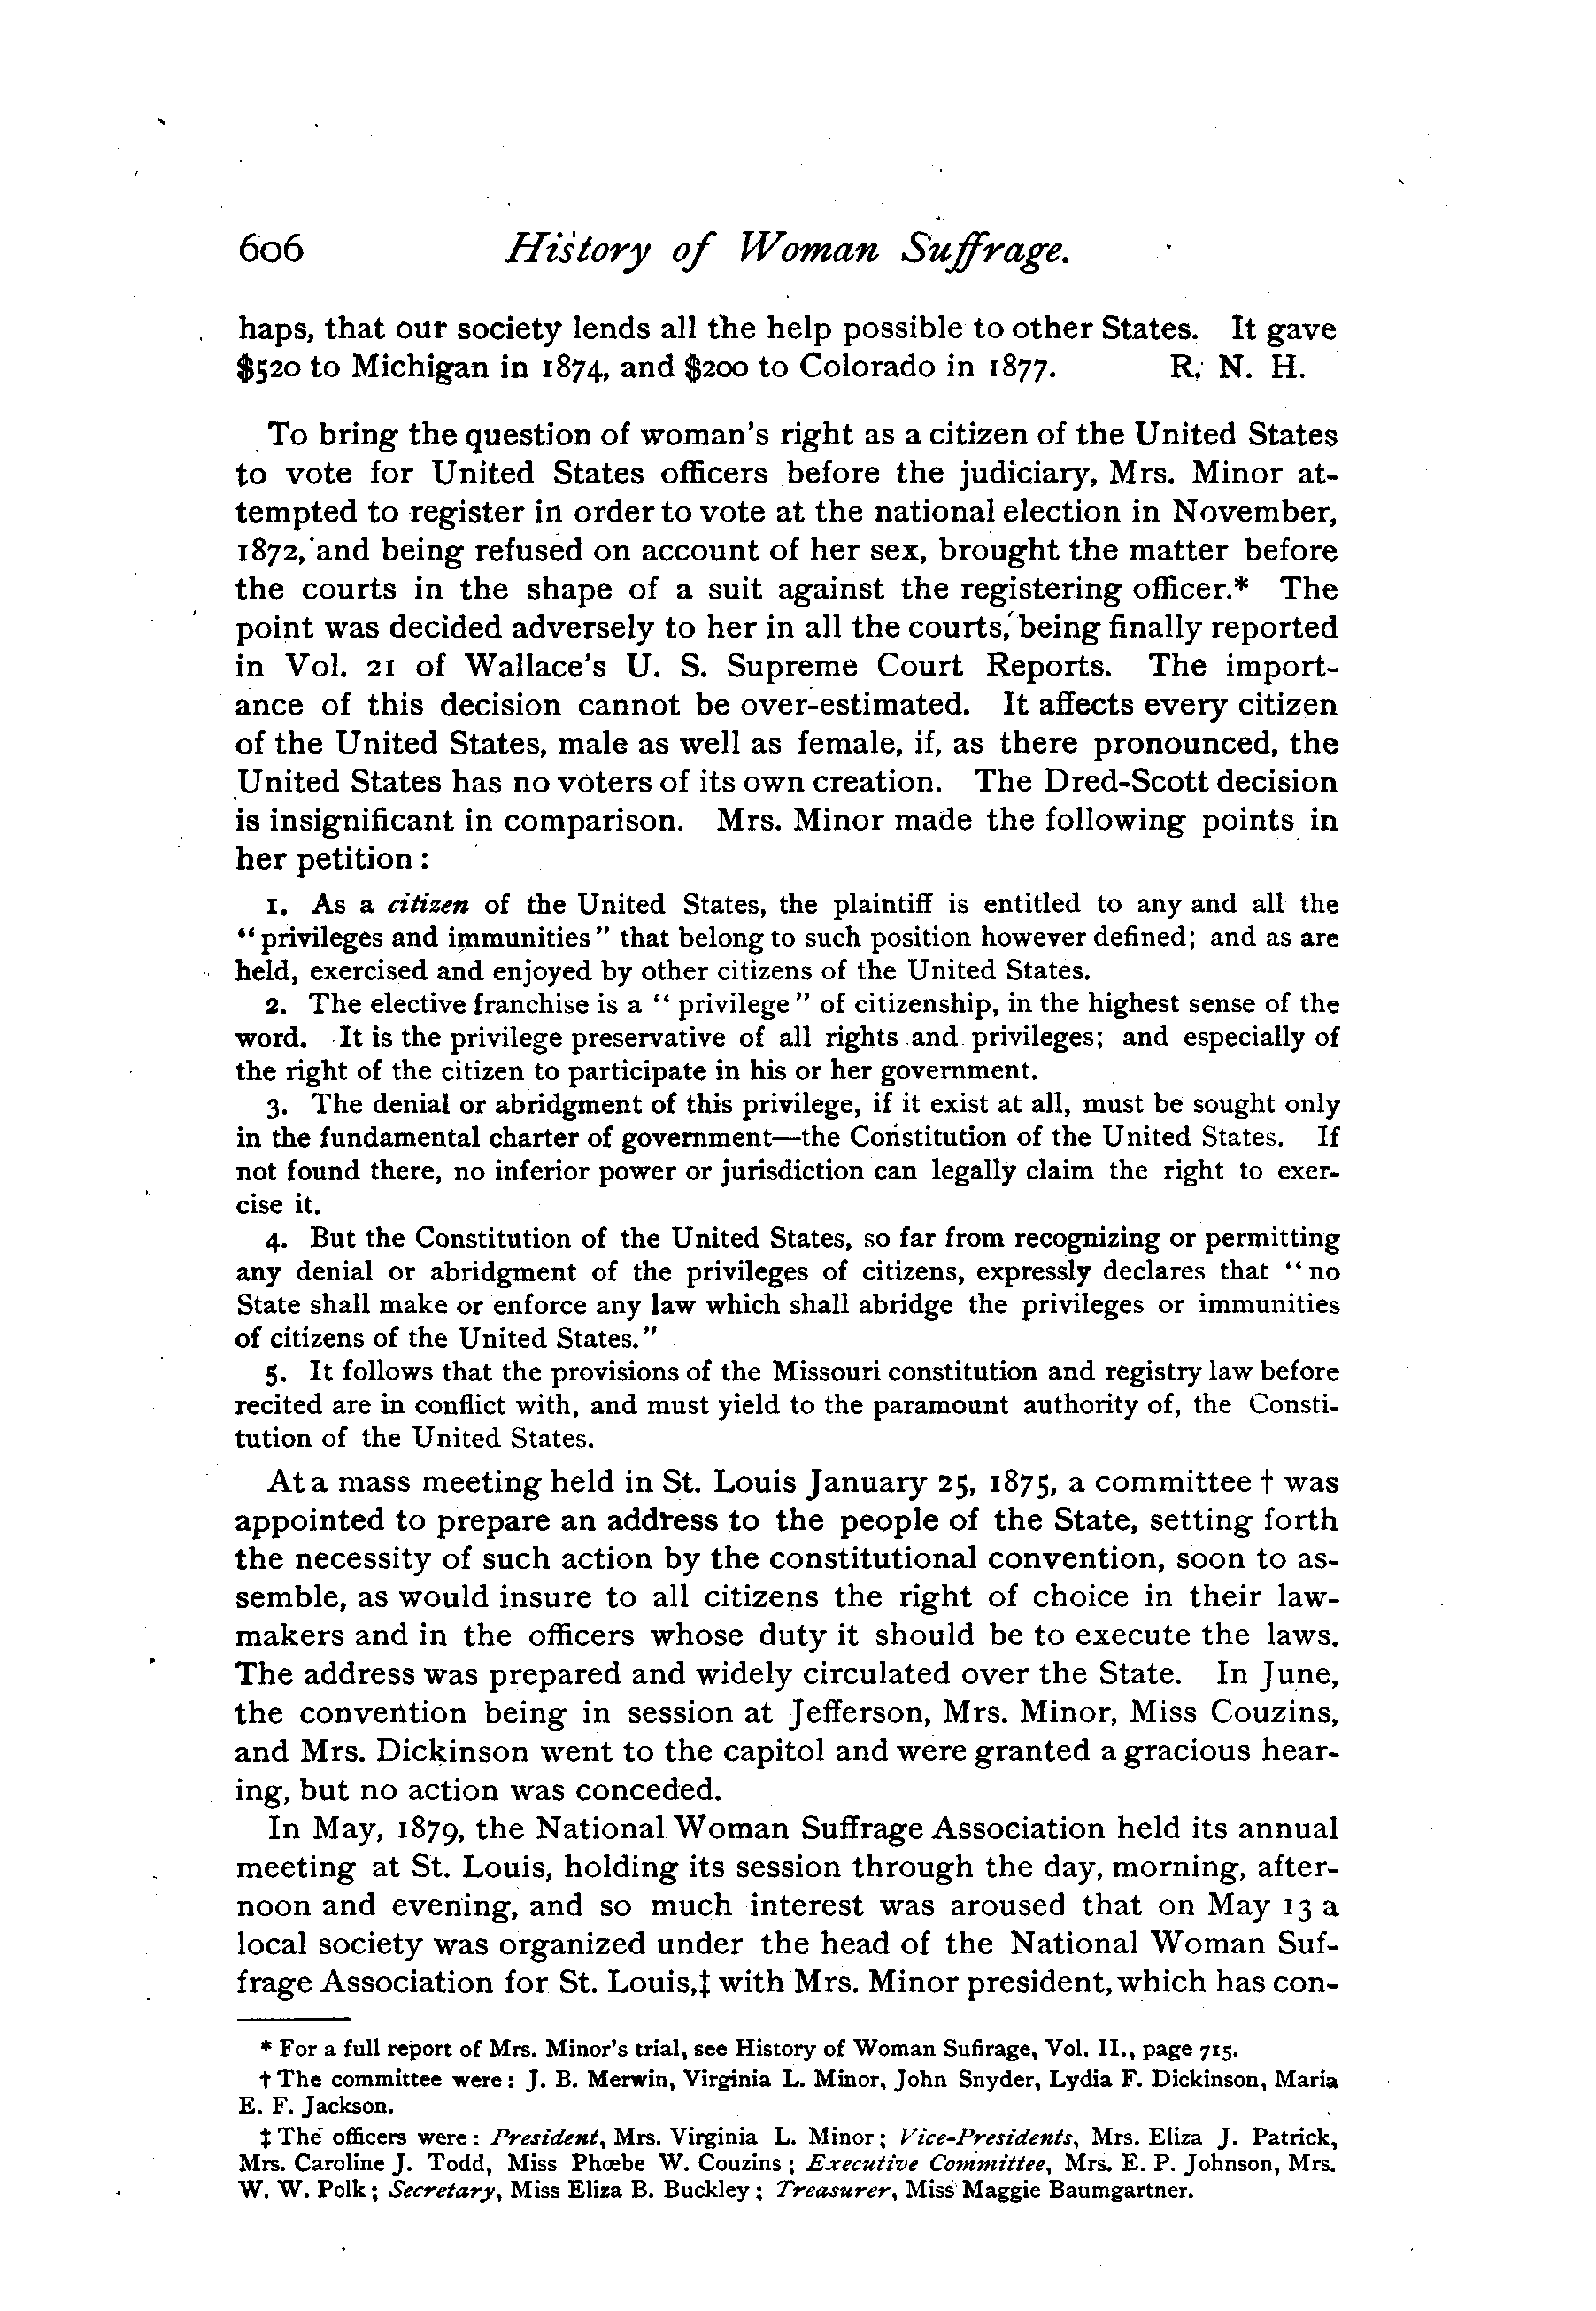 606 History of Woman Suffrage.
haps, that our society lends all the help possible to other States. It gave
$520 to Michigan in 1874, and $200 to Colorado in 1877. R. N. H.
To bring the question of woman's right as a citizen of the United States
to vote for United States officers before the judiciary, Mrs. Minor at-
tempted to register in order to vote at the national election in November,
1872, and being refused on account of her sex, brought the matter before
the courts in the shape of a suit against the registering officer.* The
point was decided adversely to her in all the courts, being finally reported
in Vol. 21 of Wallace's U. S. Supreme Court Reports. The import-
ance of this decision cannot be over-estimated. It affects every citizen
of the United States, male as well as female, if, as there pronounced, the
United States has no voters of its own creation. The Dred-Scott decision
is insignificant in comparison. Mrs. Minor made the following points in
her petition :
1. As a citizen of the United States, the plaintiff is entitled to any and all the
"privileges and immunities" that belong to such position however defined; and as are
held, exercised and enjoyed by other citizens of the United States.
2. The elective franchise is a "privilege" of citizenship, in the highest sense of the
word. It is the privilege preservative of all rights and privileges; and especially of
the right of the citizen to participate in his or her government.
3. The denial or abridgment of this privilege, if it exist at all, must be sought only
in the fundamental charter of government—the Constitution of the United States. If
not found there, no inferior power or jurisdiction can legally claim the right to exer-
cise it.
4. But the Constitution of the United States, so far from recognizing or permitting
any denial or abridgment of the privileges of citizens, expressly declares that "no
State shall make or enforce any law which shall abridge the privileges or immunities
of citizens of the United States."
5. It follows that the provisions of the Missouri constitution and registry law before
recited are in conflict with, and must yield to the paramount authority of, the Consti-
tution of the United States.
At a mass meeting held in St. Louis January 25, 1875, a committee † was
appointed to prepare an address to the people of the State, setting forth
the necessity of such action by the constitutional convention, soon to as-
semble, as would insure to all citizens the right of choice in their law-
makers and in the officers whose duty it should be to execute the laws.
The address was prepared and widely circulated over the State. In June,
the convention being in session at Jefferson, Mrs. Minor, Miss Couzins,
and Mrs. Dickinson went to the capitol and were granted a gracious hear-
ing, but no action was conceded.
In May, 1879, the National Woman Suffrage Association held its annual
meeting at St. Louis, holding its session through the day, morning, after-
noon and evening, and so much interest was aroused that on May 13 a
local society was organized under the head of the National Woman Suf-
frage Association for St. Louis,‡ with Mrs. Minor president, which has con-
* For a full report of Mrs. Minor's trial, see History of Woman Sufirage, Vol. II., page 715.
† The committee were : J. B. Merwin, Virginia L. Minor, John Snyder, Lydia F. Dickinson, Maria
E. F. Jackson.
‡ The officers were : President, Mrs. Virginia L. Minor ; Vice-Presidents, Mrs. Eliza J. Patrick,
Mrs. Caroline J. Todd, Miss Phœbe W. Couzins ; Executive Committee, Mrs. E. P. Johnson, Mrs.
W. W. Polk ; Secretary, Miss Eliza B. Buckley ; Treasurer, Miss Maggie Baumgartner.